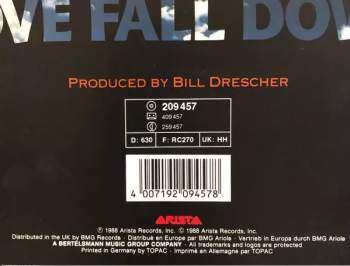 OVE FALL DOW
PRODUCED BY BILL DRESCHER
209 457
409 457
259 457
D: 630 F: RC270 UK: HH
4 007192 094578
ARISTA
℗ 1988 Arista Records, Inc. © 1988 Arista Records, Inc.
Distributed in the UK by BMG Records · Distribué en Europe par BMG Ariola · Vertrieb in Europa durch BMG Ariola
A BERTELSMANN MUSIC GROUP COMPANY · All trademarks and logos are protected
Printed in Germany by TOPAC · Imprimé en Allemagne par TOPAC